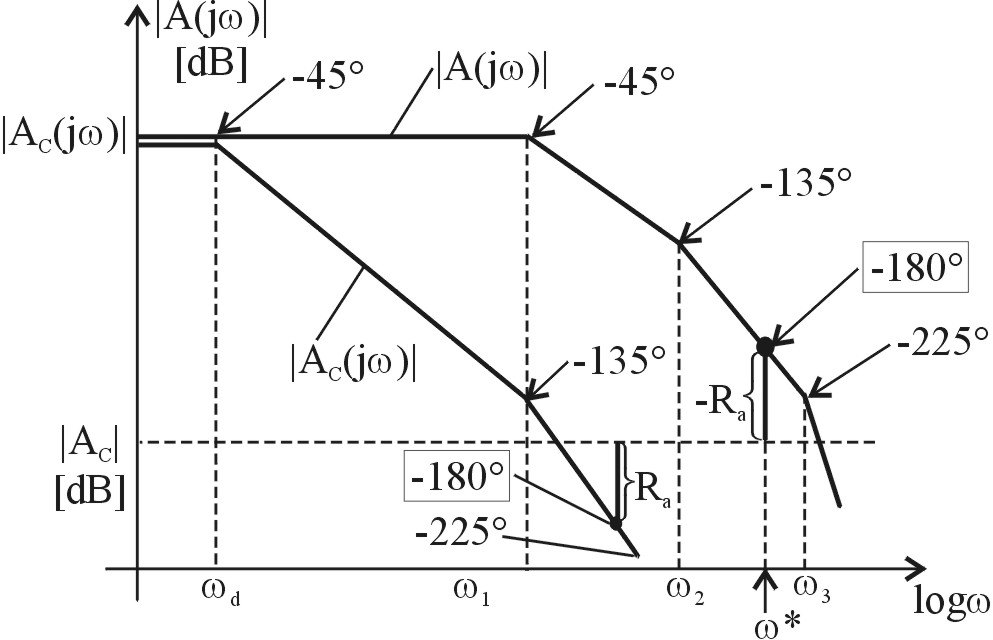 |A(jω)|
[dB]
-45°
|A(jω)|
-45°
|A_C(jω)|
-135°
-180°
|A_C(jω)|
-135°
-225°
-R_a
|A_C|
[dB]
-180°
R_a
-225°
ω_d
ω_1
ω_2
ω_3
logω
ω*